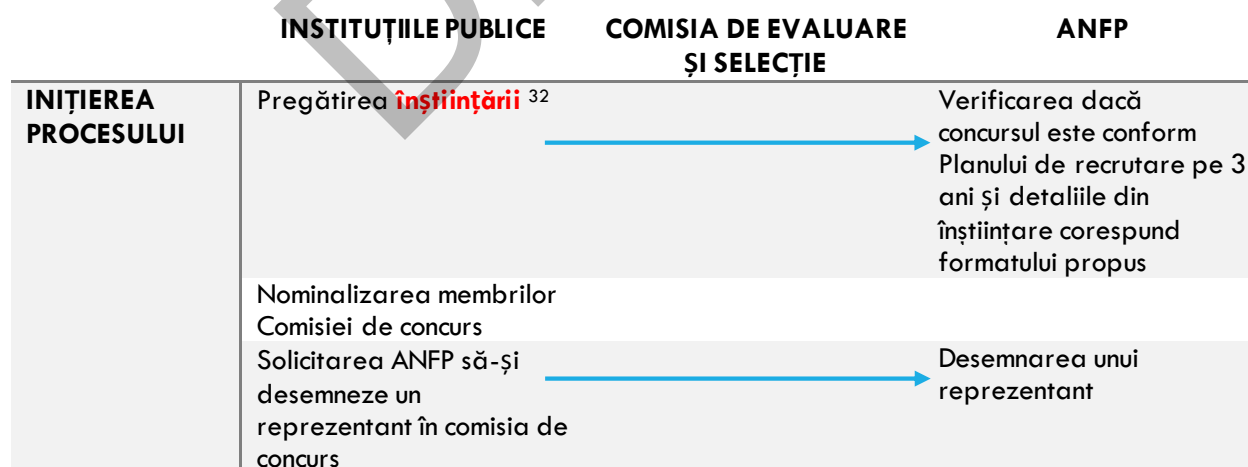 INSTITUȚIILE PUBLICE COMISIA DE EVALUARE ANFP
ȘI SELECȚIE
INIȚIEREA
PROCESULUI
Pregătirea înștiințării 32
Verificarea dacă
concursul este conform
Planului de recrutare pe 3
ani și detaliile din
înștiințare corespund
formatului propus
Nominalizarea membrilor
Comisiei de concurs
Solicitarea ANFP să-și
desemneze un
reprezentant în comisia de
concurs
Desemnarea unui
reprezentant